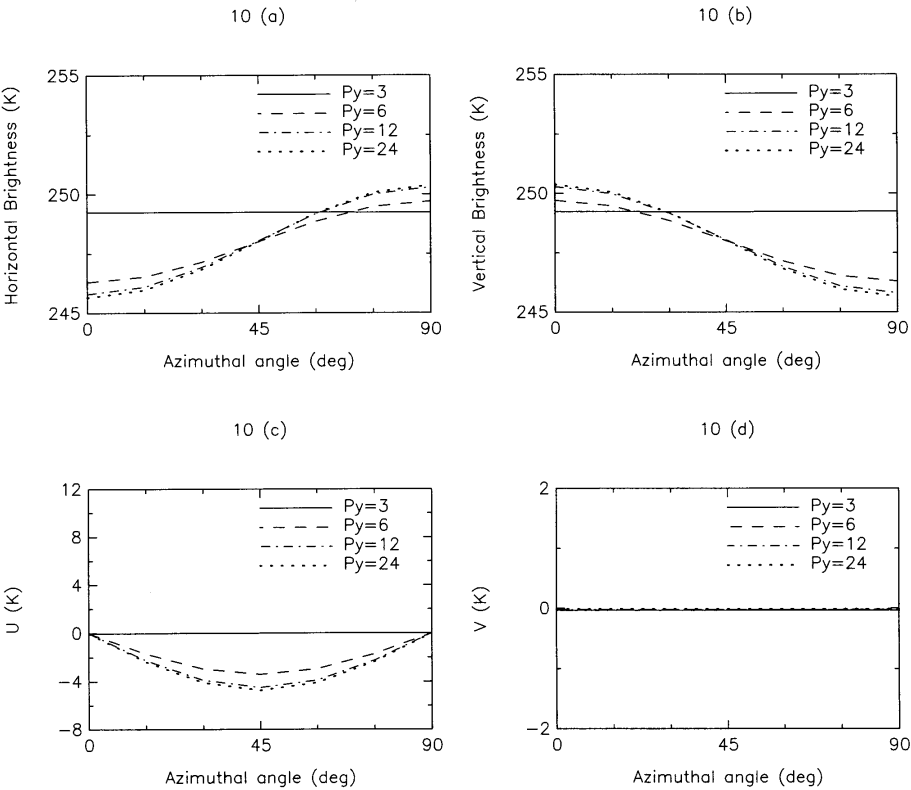 10 (a)
Horizontal Brightness (K)
255
250
245
Py=3
Py=6
Py=12
Py=24
0
45
90
Azimuthal angle (deg)
10 (b)
Vertical Brightness (K)
255
250
245
Py=3
Py=6
Py=12
Py=24
0
45
90
Azimuthal angle (deg)
10 (c)
U (K)
12
8
4
0
−4
−8
Py=3
Py=6
Py=12
Py=24
0
45
90
Azimuthal angle (deg)
10 (d)
V (K)
2
0
−2
Py=3
Py=6
Py=12
Py=24
0
45
90
Azimuthal angle (deg)